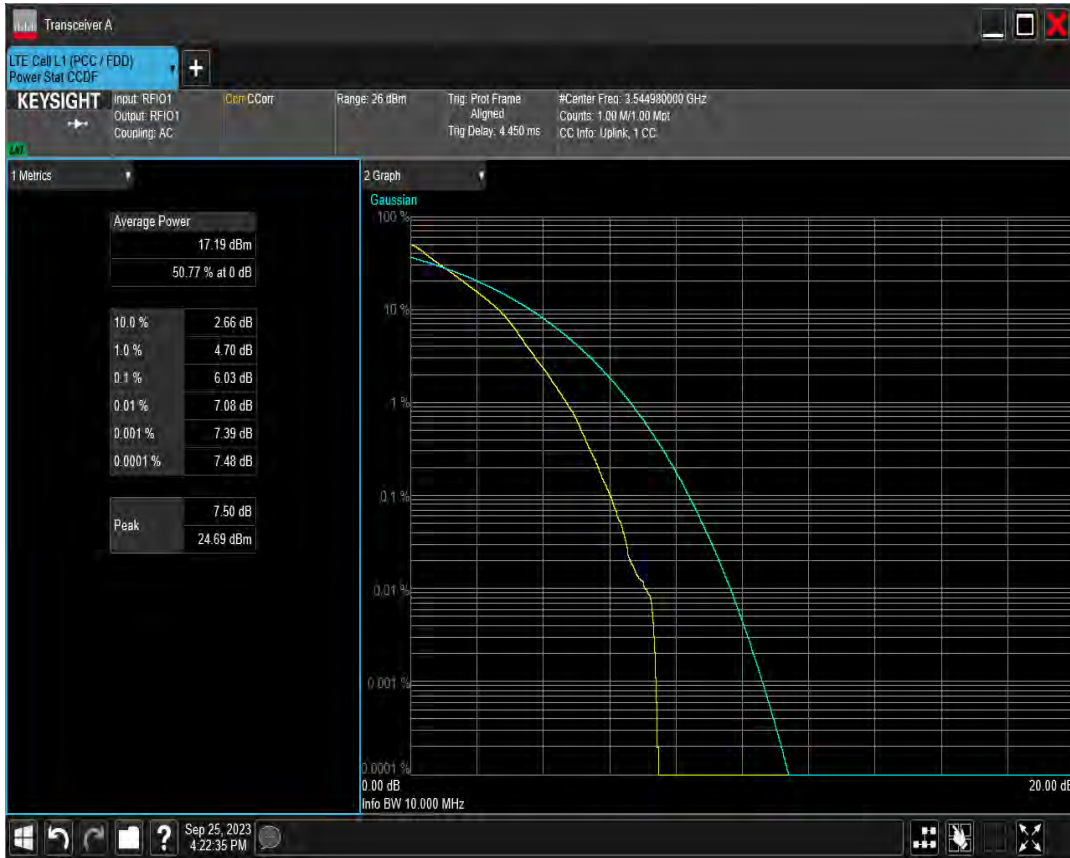 Transceiver A
LTE Cell L1 (PCC / FDD)
Power Stat CCDF
+
KEYSIGHT
LNI
Input: RFIO1
Output: RFIO1
Coupling: AC
Corr CCorr
Range: 26 dBm
Trig: Prot Frame
Aligned
Trig Delay: 4.450 ms
#Center Freq: 3.544980000 GHz
Counts: 1.00 M/1.00 Mpt
CC Info: Uplink, 1 CC
1 Metrics
Average Power
17.19 dBm
50.77 % at 0 dB
10.0 % 2.66 dB
1.0 % 4.70 dB
0.1 % 6.03 dB
0.01 % 7.08 dB
0.001 % 7.39 dB
0.0001 % 7.48 dB
Peak
7.50 dB
24.69 dBm
2 Graph
Gaussian
100 %
10 %
1 %
0.1 %
0.01 %
0.001 %
0.0001 %
0.00 dB
20.00 dB
Info BW 10.000 MHz
?
Sep 25, 2023
4:22:35 PM